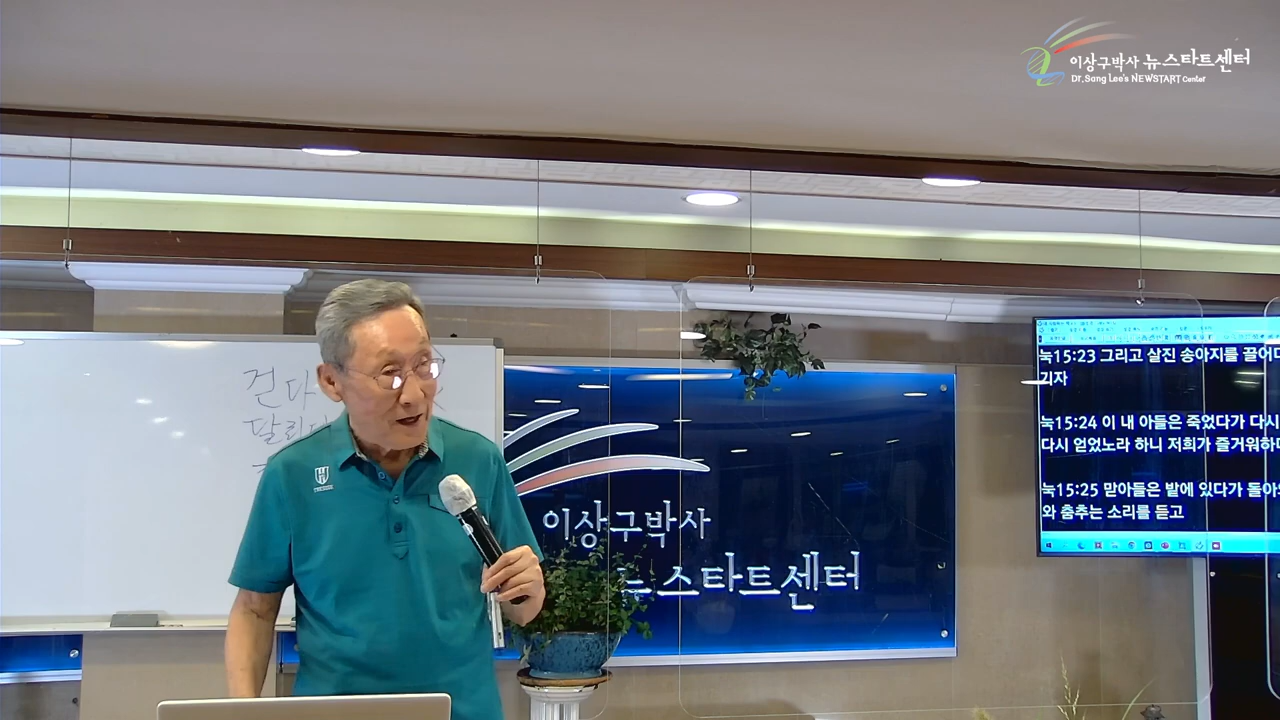 이상구박사 뉴스타트센터
Dr. Sang Lee's NEWSTART Center
걷다
달리다
이상구박사
뉴스타트센터
눅15:23 그리고 살진 송아지를 끌어다
기자
눅15:24 이 내 아들은 죽었다가 다시
다시 얻었노라 하니 저희가 즐거워하더
눅15:25 맏아들은 밭에 있다가 돌아와
와 춤추는 소리를 듣고